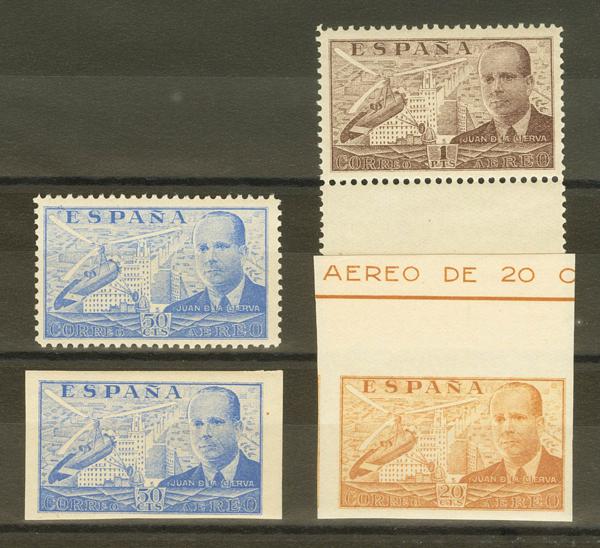 ESPAÑA
JUAN DE LA CIERVA
1
PTS
CORREO AEREO
ESPAÑA
JUAN DE LA CIERVA
50
CTS
CORREO AEREO
AEREO DE 20 C
ESPAÑA
JUAN DE LA CIERVA
50
CTS
CORREO AEREO
ESPAÑA
JUAN DE LA CIERVA
20
CTS
CORREO AEREO